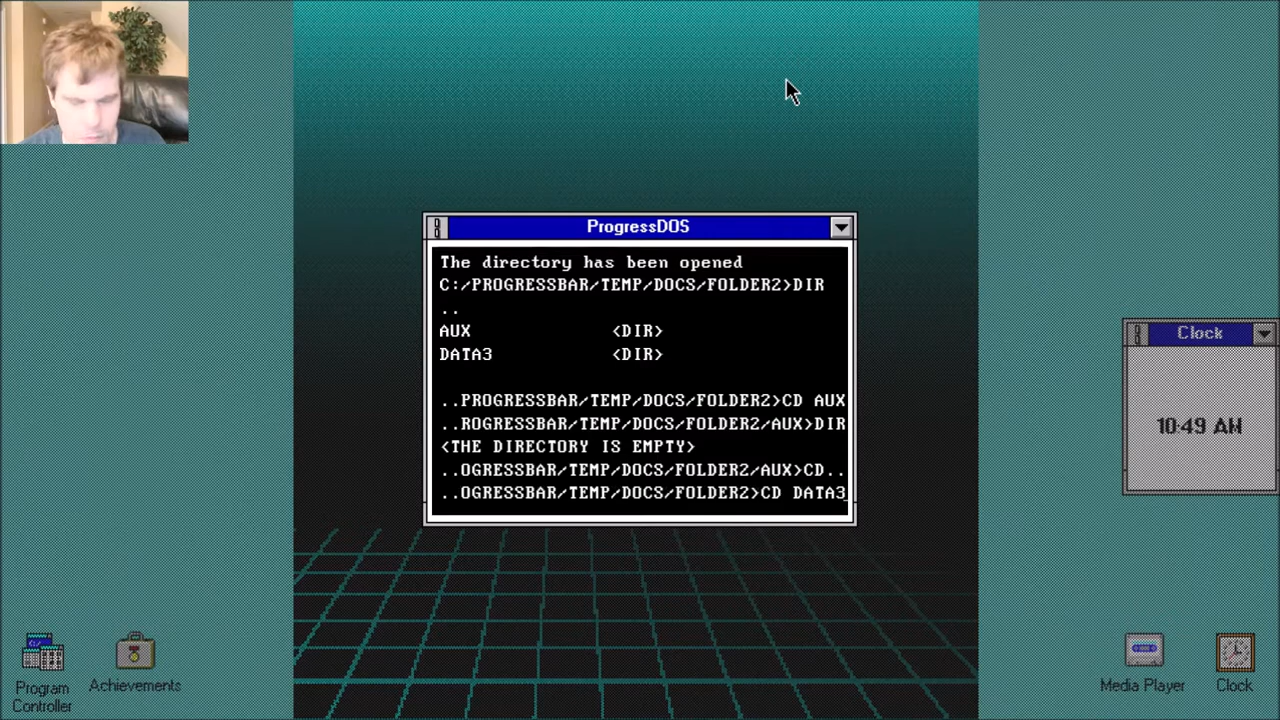 ProgressDOS
The directory has been opened
C:/PROGRESSBAR/TEMP/DOCS/FOLDER2>DIR
..
AUX <DIR>
DATA3 <DIR>
..PROGRESSBAR/TEMP/DOCS/FOLDER2>CD AUX
..ROGRESSBAR/TEMP/DOCS/FOLDER2/AUX>DIR
<THE DIRECTORY IS EMPTY>
..OGRESSBAR/TEMP/DOCS/FOLDER2/AUX>CD..
..OGRESSBAR/TEMP/DOCS/FOLDER2>CD DATA3_
Clock
10:49 AM
Program
Controller
Achievements
Media Player
Clock